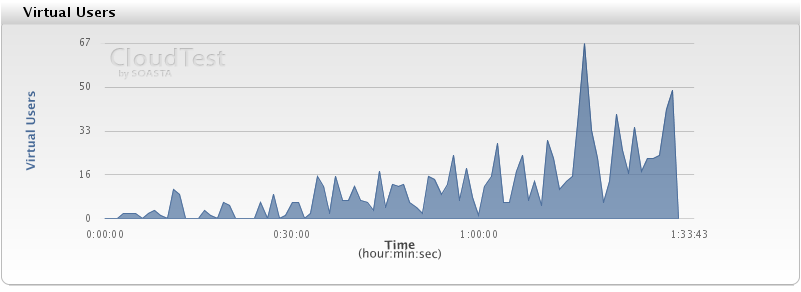 Virtual Users
67
CloudTest
by SOASTA
50
Virtual Users
33
16
0
0:00:00
0:30:00
1:00:00
1:33:43
Time
(hour:min:sec)